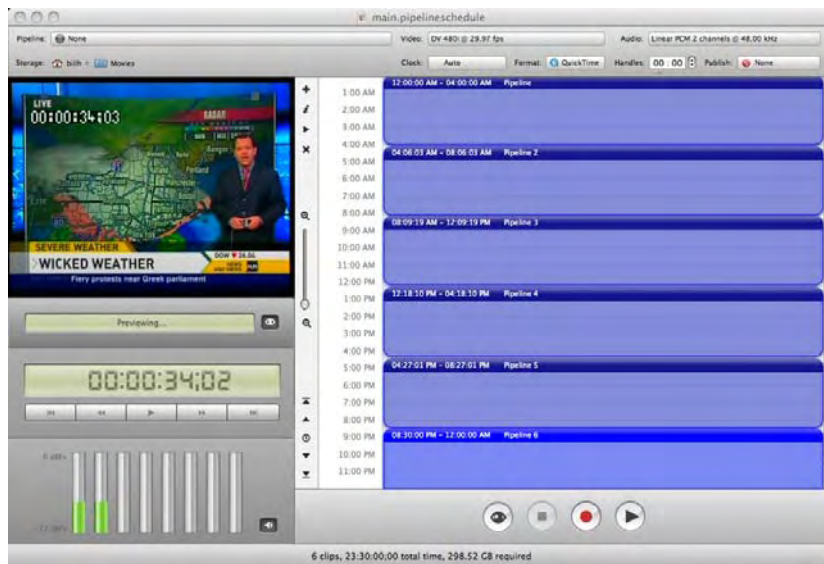 main.pipelineschedule
Pipeline: None
Video: DV 480i @ 29.97 fps
Audio: Linear PCM 2 channels @ 48.00 kHz
Storage: billh Movies
Clock: Auto
Format: QuickTime
Handles: 00 : 00
Publish: None
LIVE
00:00:34:03
RADAR
SEVERE WEATHER
WICKED WEATHER
DOW 26.04
Fiery protests near Greek parliament
Previewing...
00:00:34;02
0 dBFs
1:00 AM
2:00 AM
3:00 AM
4:00 AM
5:00 AM
6:00 AM
7:00 AM
8:00 AM
9:00 AM
10:00 AM
11:00 AM
12:00 PM
1:00 PM
2:00 PM
3:00 PM
4:00 PM
5:00 PM
6:00 PM
7:00 PM
8:00 PM
9:00 PM
10:00 PM
11:00 PM
12:00:00 AM - 04:00:00 AM Pipeline
04:06:03 AM - 08:06:03 AM Pipeline 2
08:09:19 AM - 12:09:19 PM Pipeline 3
12:18:10 PM - 04:18:10 PM Pipeline 4
04:27:01 PM - 08:27:01 PM Pipeline 5
08:30:00 PM - 12:00:00 AM Pipeline 6
6 clips, 23:30:00;00 total time, 298.52 GB required